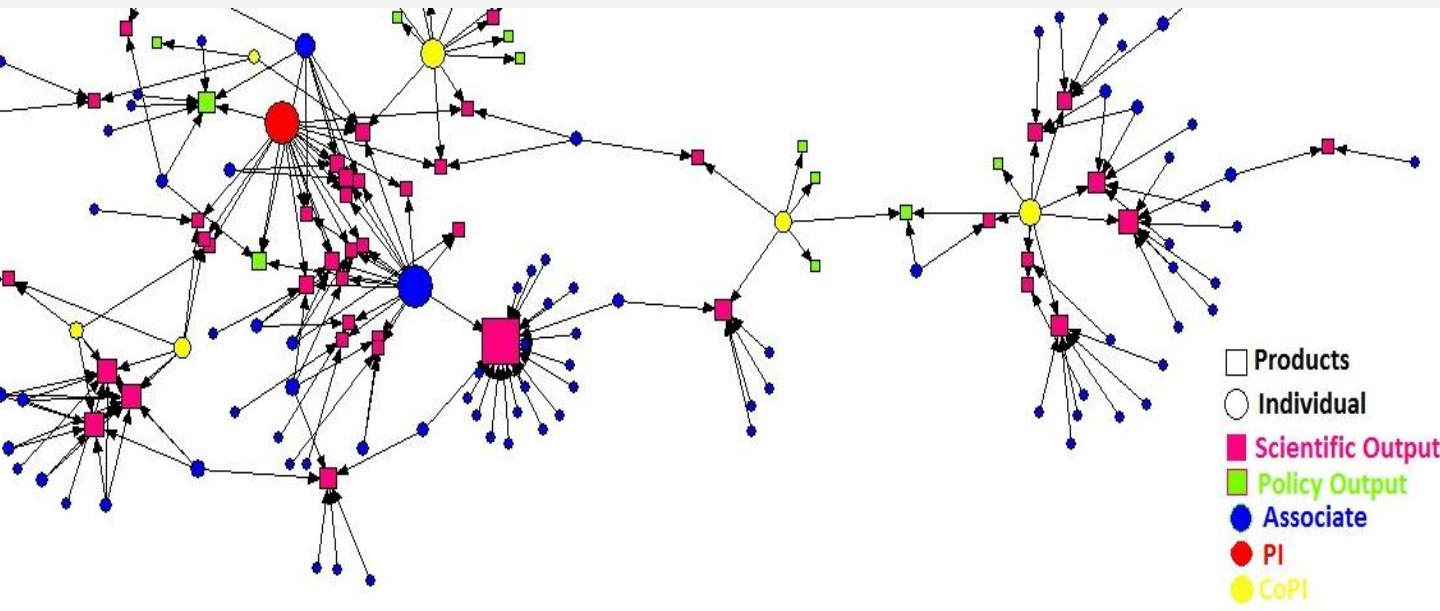 Products
Individual
Scientific Output
Policy Output
Associate
PI
CoPI